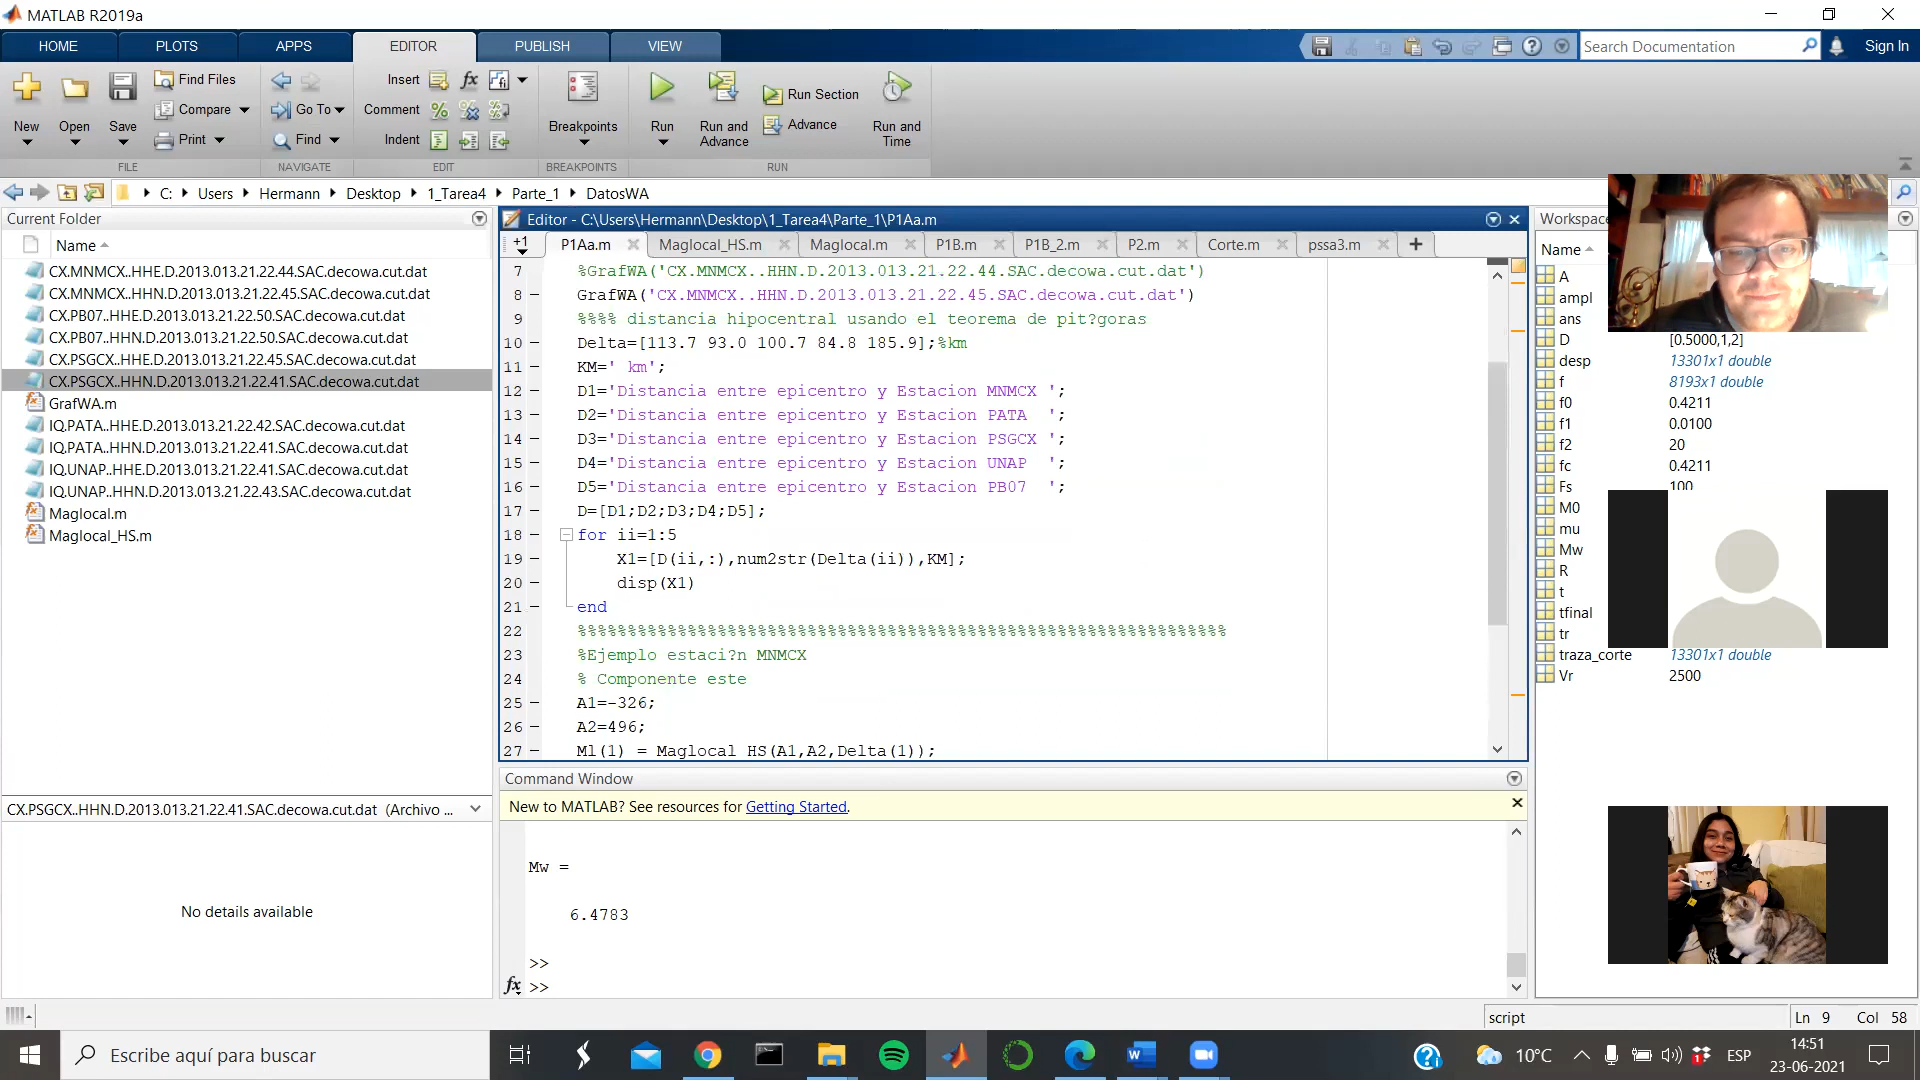 MATLAB R2019a
HOME
PLOTS
APPS
EDITOR
PUBLISH
VIEW
Search Documentation
Sign In
New
Open
Save
Find Files
Compare
Print
FILE
Go To
Find
NAVIGATE
Insert
fx
Comment
Indent
EDIT
Breakpoints
BREAKPOINTS
Run
Run and Advance
Run Section
Advance
Run and Time
RUN
C: Users Hermann Desktop 1_Tarea4 Parte_1 DatosWA
Current Folder
Name
CX.MNMCX..HHE.D.2013.013.21.22.44.SAC.decowa.cut.dat
CX.MNMCX..HHN.D.2013.013.21.22.45.SAC.decowa.cut.dat
CX.PB07..HHE.D.2013.013.21.22.50.SAC.decowa.cut.dat
CX.PB07..HHN.D.2013.013.21.22.50.SAC.decowa.cut.dat
CX.PSGCX..HHE.D.2013.013.21.22.45.SAC.decowa.cut.dat
CX.PSGCX..HHN.D.2013.013.21.22.41.SAC.decowa.cut.dat
GrafWA.m
IQ.PATA..HHE.D.2013.013.21.22.42.SAC.decowa.cut.dat
IQ.PATA..HHN.D.2013.013.21.22.41.SAC.decowa.cut.dat
IQ.UNAP..HHE.D.2013.013.21.22.41.SAC.decowa.cut.dat
IQ.UNAP..HHN.D.2013.013.21.22.43.SAC.decowa.cut.dat
Maglocal.m
Maglocal_HS.m
CX.PSGCX..HHN.D.2013.013.21.22.41.SAC.decowa.cut.dat (Archivo ...
No details available
Editor - C:\Users\Hermann\Desktop\1_Tarea4\Parte_1\P1Aa.m
+1
P1Aa.m
Maglocal_HS.m
Maglocal.m
P1B.m
P1B_2.m
P2.m
Corte.m
pssa3.m
7 %GrafWA('CX.MNMCX..HHN.D.2013.013.21.22.44.SAC.decowa.cut.dat')
8 – GrafWA('CX.MNMCX..HHN.D.2013.013.21.22.45.SAC.decowa.cut.dat')
9 %%%% distancia hipocentral usando el teorema de pit?goras
10 – Delta=[113.7 93.0 100.7 84.8 185.9];%km
11 – KM=' km';
12 – D1='Distancia entre epicentro y Estacion MNMCX ';
13 – D2='Distancia entre epicentro y Estacion PATA  ';
14 – D3='Distancia entre epicentro y Estacion PSGCX ';
15 – D4='Distancia entre epicentro y Estacion UNAP  ';
16 – D5='Distancia entre epicentro y Estacion PB07  ';
17 – D=[D1;D2;D3;D4;D5];
18 – for ii=1:5
19 – X1=[D(ii,:),num2str(Delta(ii)),KM];
20 – disp(X1)
21 – end
22 %%%%%%%%%%%%%%%%%%%%%%%%%%%%%%%%%%%%%%%%%%%%%%%%%%%%%%%%%%%%%%%%%
23 %Ejemplo estaci?n MNMCX
24 % Componente este
25 – A1=-326;
26 – A2=496;
27 – Ml(1) = Maglocal_HS(A1,A2,Delta(1));
Command Window
New to MATLAB? See resources for Getting Started.
Mw =
6.4783
>>
fx >>
Workspace
Name
A
ampl
ans
D [0.5000,1,2]
desp 13301x1 double
f 8193x1 double
f0 0.4211
f1 0.0100
f2 20
fc 0.4211
Fs 100
M0
mu
Mw
R
t
tfinal
tr
traza_corte 13301x1 double
Vr 2500
script
Ln 9 Col 58
Escribe aquí para buscar
10°C
ESP
14:51
23-06-2021